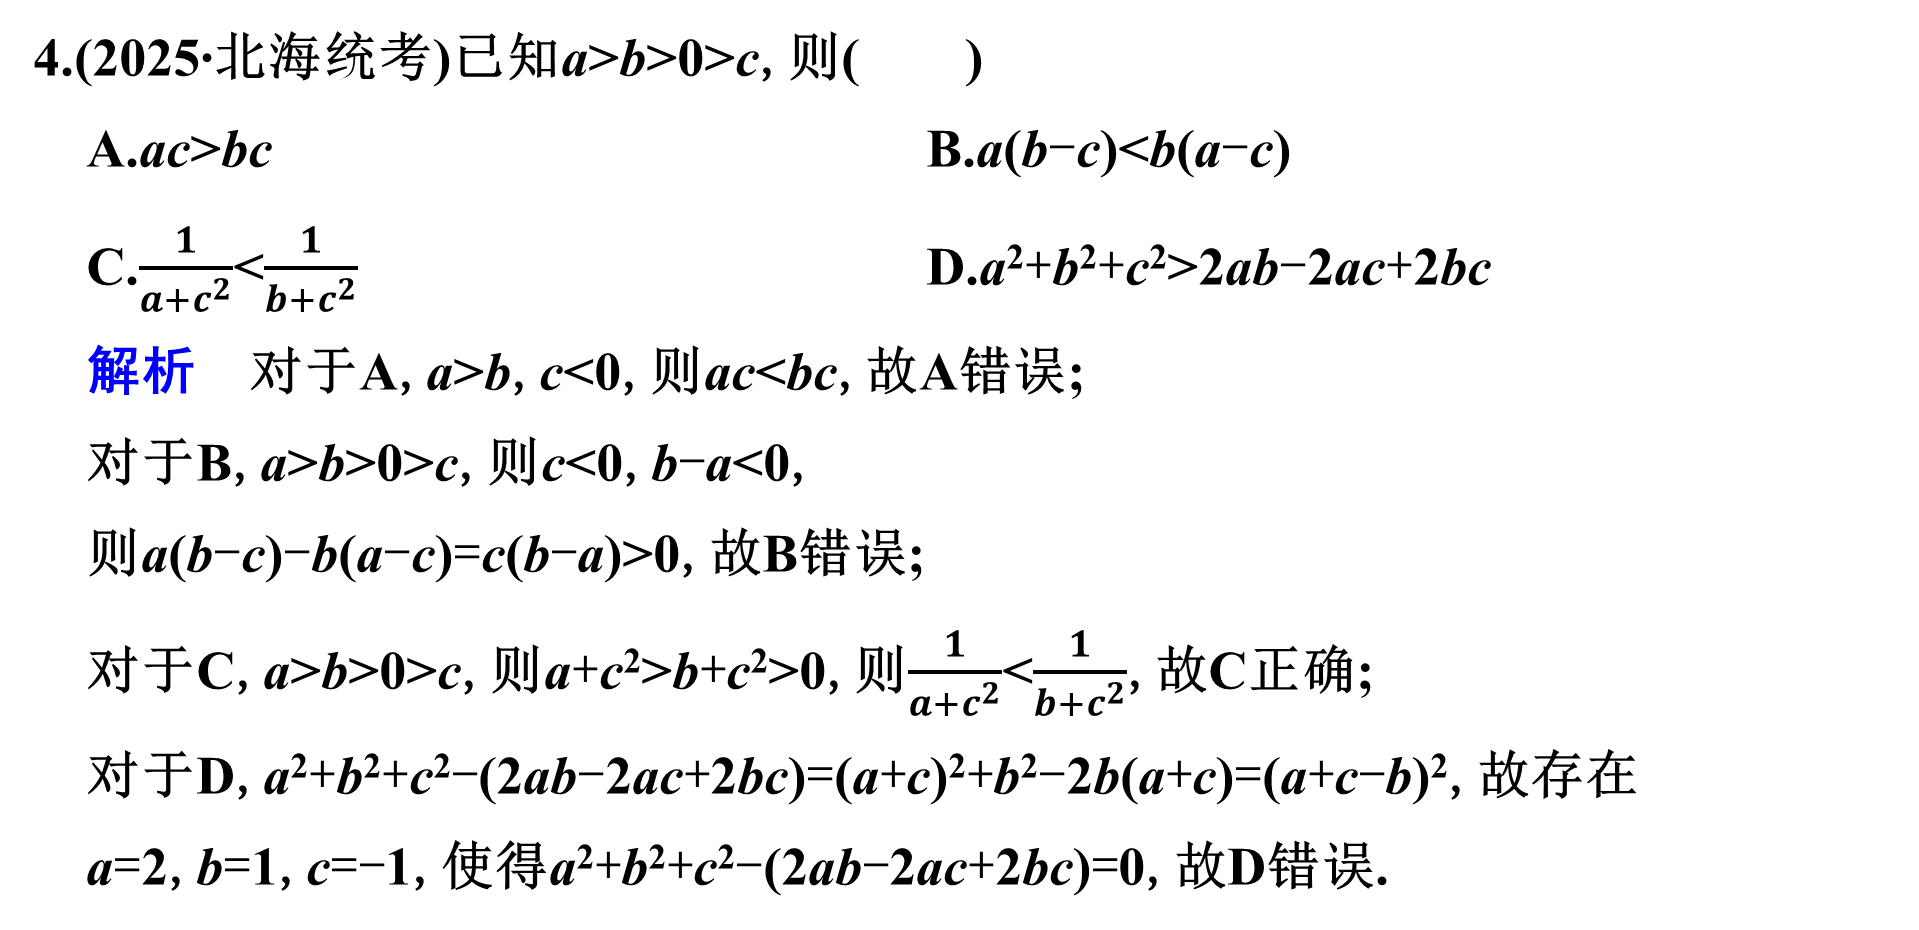 4.(2025·北海统考)已知a>b>0>c, 则(　　)
A.ac>bc　　B.a(b−c)<b(a−c)
C.\frac{1}{a+c²}<\frac{1}{b+c²}　　D.a²+b²+c²>2ab−2ac+2bc
解析　对于A, a>b, c<0, 则ac<bc, 故A错误;
对于B, a>b>0>c, 则c<0, b−a<0,
则a(b−c)−b(a−c)=c(b−a)>0, 故B错误;
对于C, a>b>0>c, 则a+c²>b+c²>0, 则\frac{1}{a+c²}<\frac{1}{b+c²}, 故C正确;
对于D, a²+b²+c²−(2ab−2ac+2bc)=(a+c)²+b²−2b(a+c)=(a+c−b)², 故存在
a=2, b=1, c=−1, 使得a²+b²+c²−(2ab−2ac+2bc)=0, 故D错误.